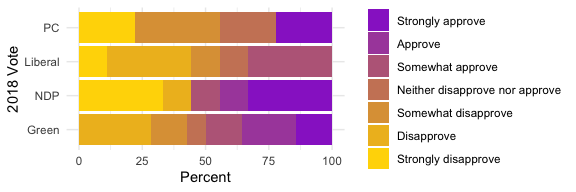 2018 Vote
PC
Liberal
NDP
Green
0 25 50 75 100
Percent
Strongly approve
Approve
Somewhat approve
Neither disapprove nor approve
Somewhat disapprove
Disapprove
Strongly disapprove